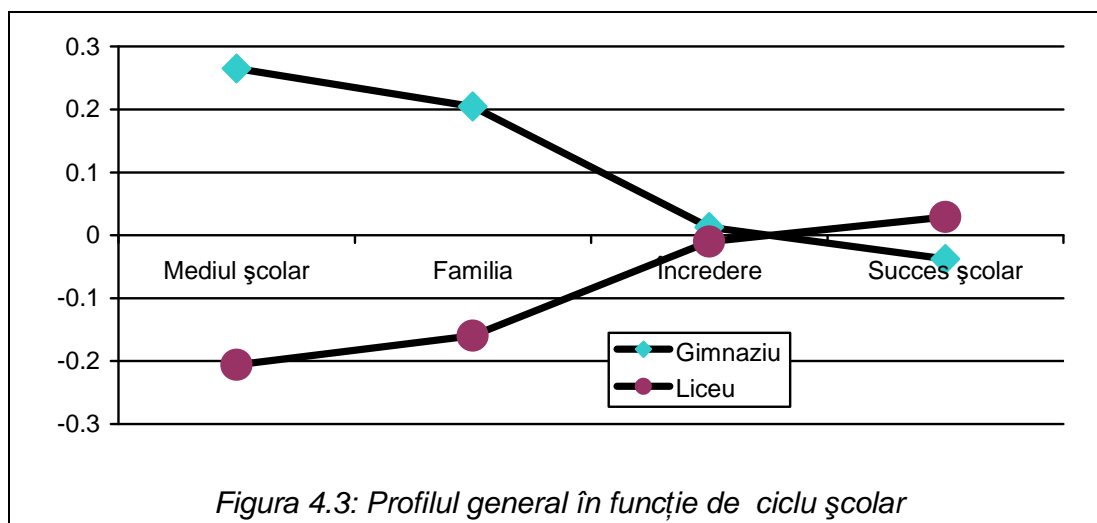 0.3
0.2
0.1
0
-0.1
-0.2
-0.3
Mediul şcolar
Familia
Încredere
Succes şcolar
Gimnaziu
Liceu
Figura 4.3: Profilul general în funcţie de ciclu şcolar